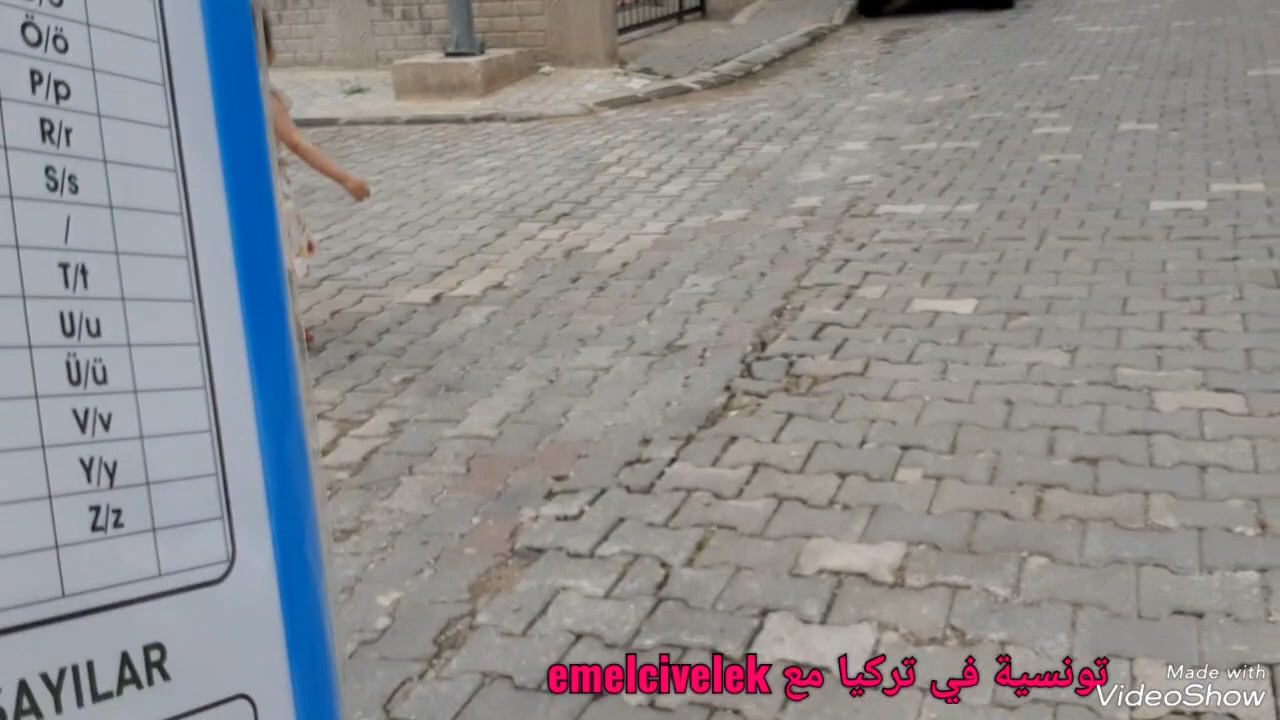 Ö/ö
P/p
R/r
S/s
/
T/t
U/u
Ü/ü
V/v
Y/y
Z/z
SAYILAR
تونسية في تركيا مع emelcivelek
Made with
VideoShow